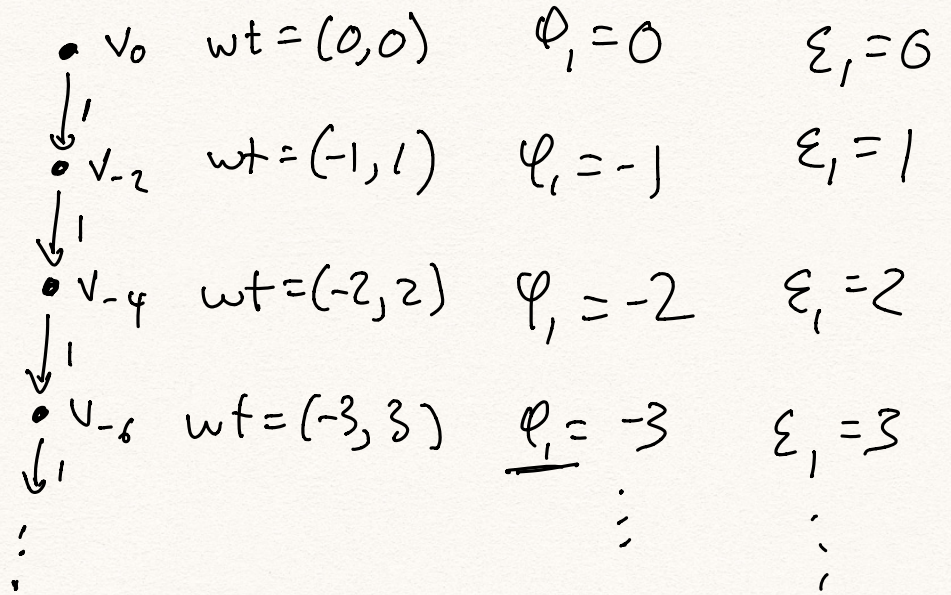 • v₀ wt = (0,0) φ₁ = 0 ε₁ = 0
↓ 1
• v₋₂ wt = (-1, 1) φ₁ = -1 ε₁ = 1
↓ 1
• v₋₄ wt = (-2, 2) φ₁ = -2 ε₁ = 2
↓ 1
• v₋₆ wt = (-3, 3) φ₁ = -3 ε₁ = 3
↓ 1
⋮ ⋮ ⋮